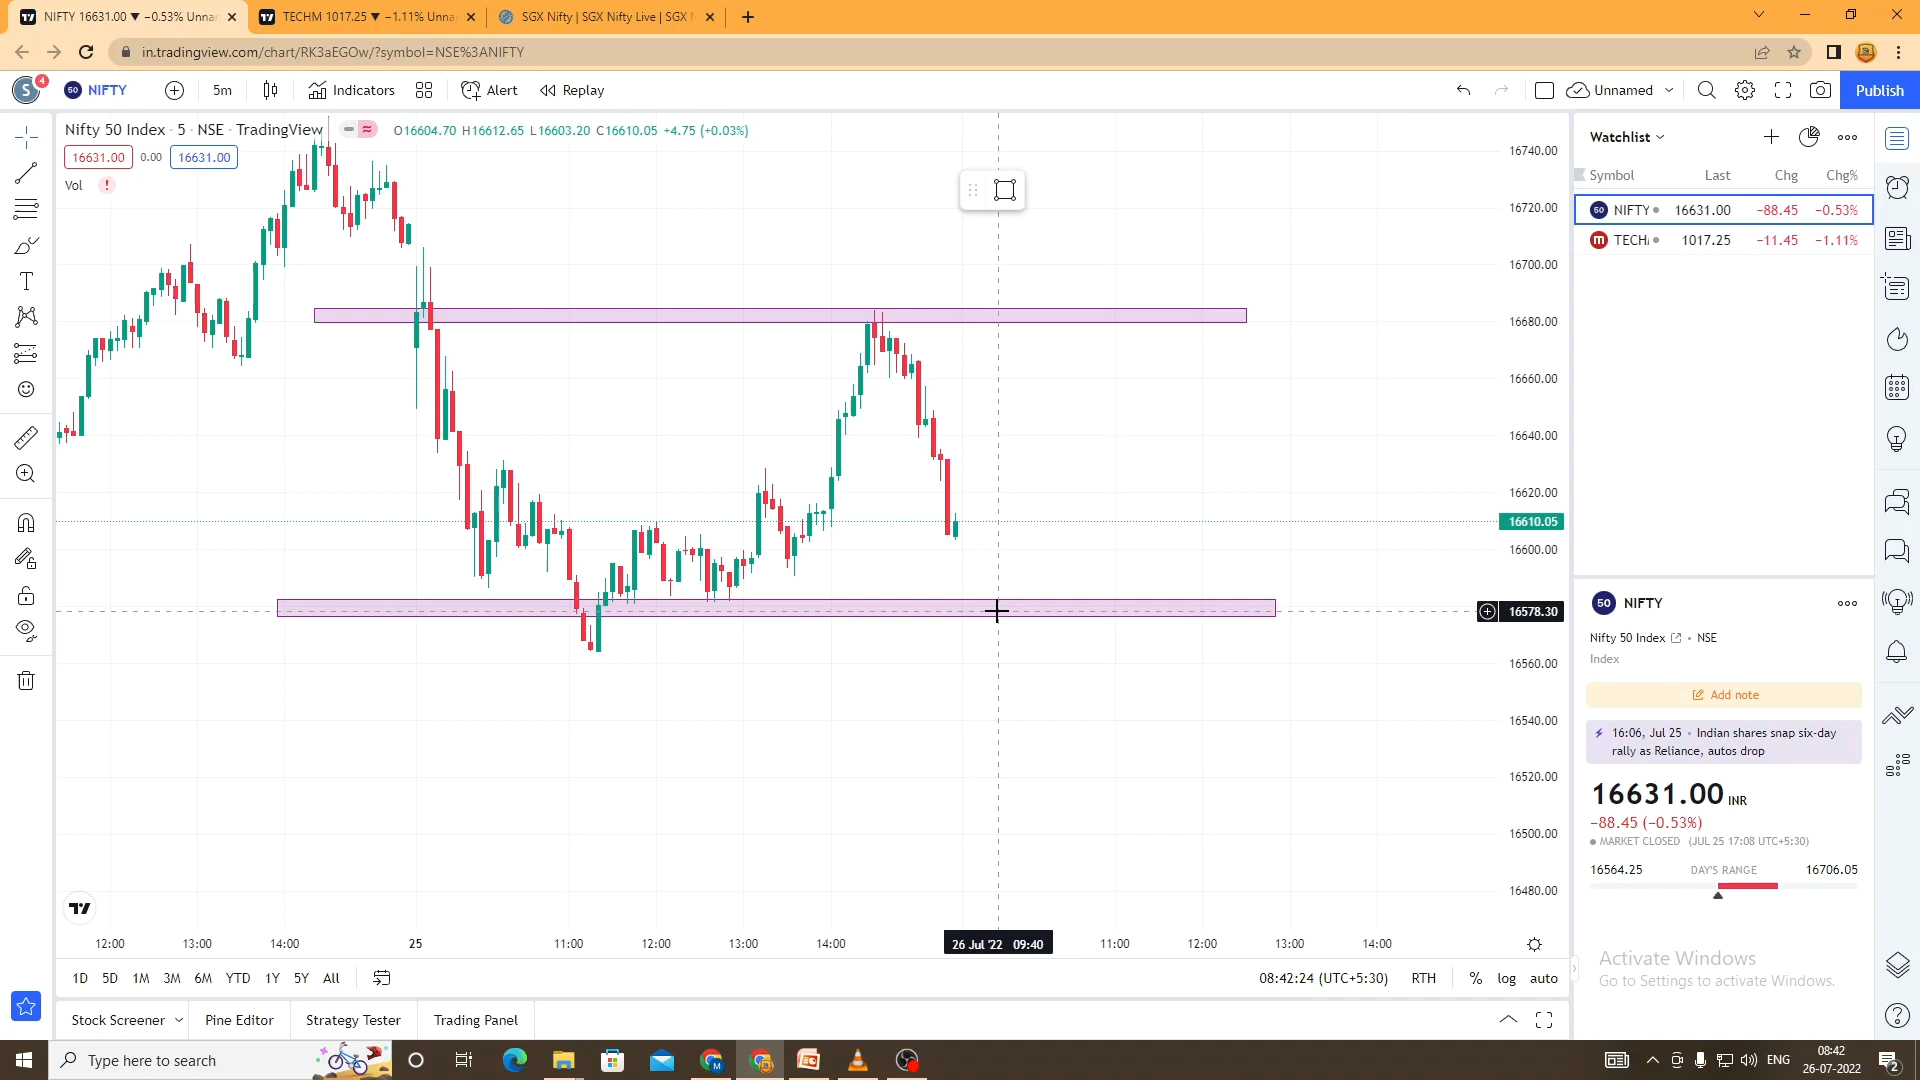 NIFTY 16631.00 ▼ −0.53% Unna
TECHM 1017.25 ▼ −1.11% Unna
SGX Nifty | SGX Nifty Live | SGX N
in.tradingview.com/chart/RK3aEGOw/?symbol=NSE%3ANIFTY
S 4 50 NIFTY 5m Indicators Alert Replay Unnamed Publish
Nifty 50 Index · 5 · NSE · TradingView O16604.70 H16612.65 L16603.20 C16610.05 +4.75 (+0.03%)
16631.00 0.00 16631.00
Vol !
16740.00
16720.00
16700.00
16680.00
16660.00
16640.00
16620.00
16610.05
16600.00
16578.30
16560.00
16540.00
16520.00
16500.00
16480.00
12:00 13:00 14:00 25 11:00 12:00 13:00 14:00 26 Jul '22 09:40 11:00 12:00 13:00 14:00
1D 5D 1M 3M 6M YTD 1Y 5Y All 08:42:24 (UTC+5:30) RTH % log auto
Stock Screener Pine Editor Strategy Tester Trading Panel
Watchlist
Symbol Last Chg Chg%
50 NIFTY 16631.00 −88.45 −0.53%
TECH 1017.25 −11.45 −1.11%
50 NIFTY
Nifty 50 Index • NSE
Index
Add note
16:06, Jul 25 • Indian shares snap six-day
rally as Reliance, autos drop
16631.00 INR
−88.45 (−0.53%)
MARKET CLOSED (JUL 25 17:08 UTC+5:30)
16564.25 DAY'S RANGE 16706.05
Activate Windows
Go to Settings to activate Windows.
Type here to search
ENG
08:42
26-07-2022
2